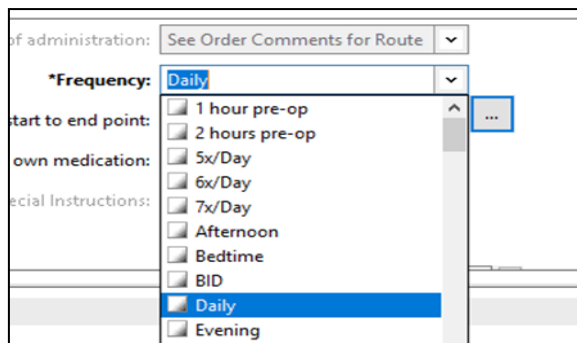 of administration: See Order Comments for Route
*Frequency: Daily
start to end point: ...
own medication:
ecial Instructions:
1 hour pre-op
2 hours pre-op
5x/Day
6x/Day
7x/Day
Afternoon
Bedtime
BID
Daily
Evening